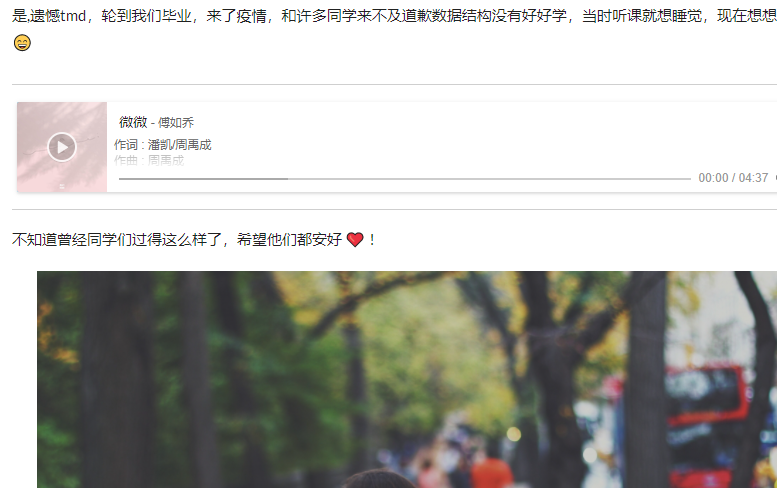 是,遗憾tmd，轮到我们毕业，来了疫情，和许多同学来不及道歉数据结构没有好好学，当时听课就想睡觉，现在想想
微微 - 傅如乔
作词 : 潘凯/周禹成
作曲 : 周禹成
00:00 / 04:37
不知道曾经同学们过得这么样了，希望他们都安好 ❤️！